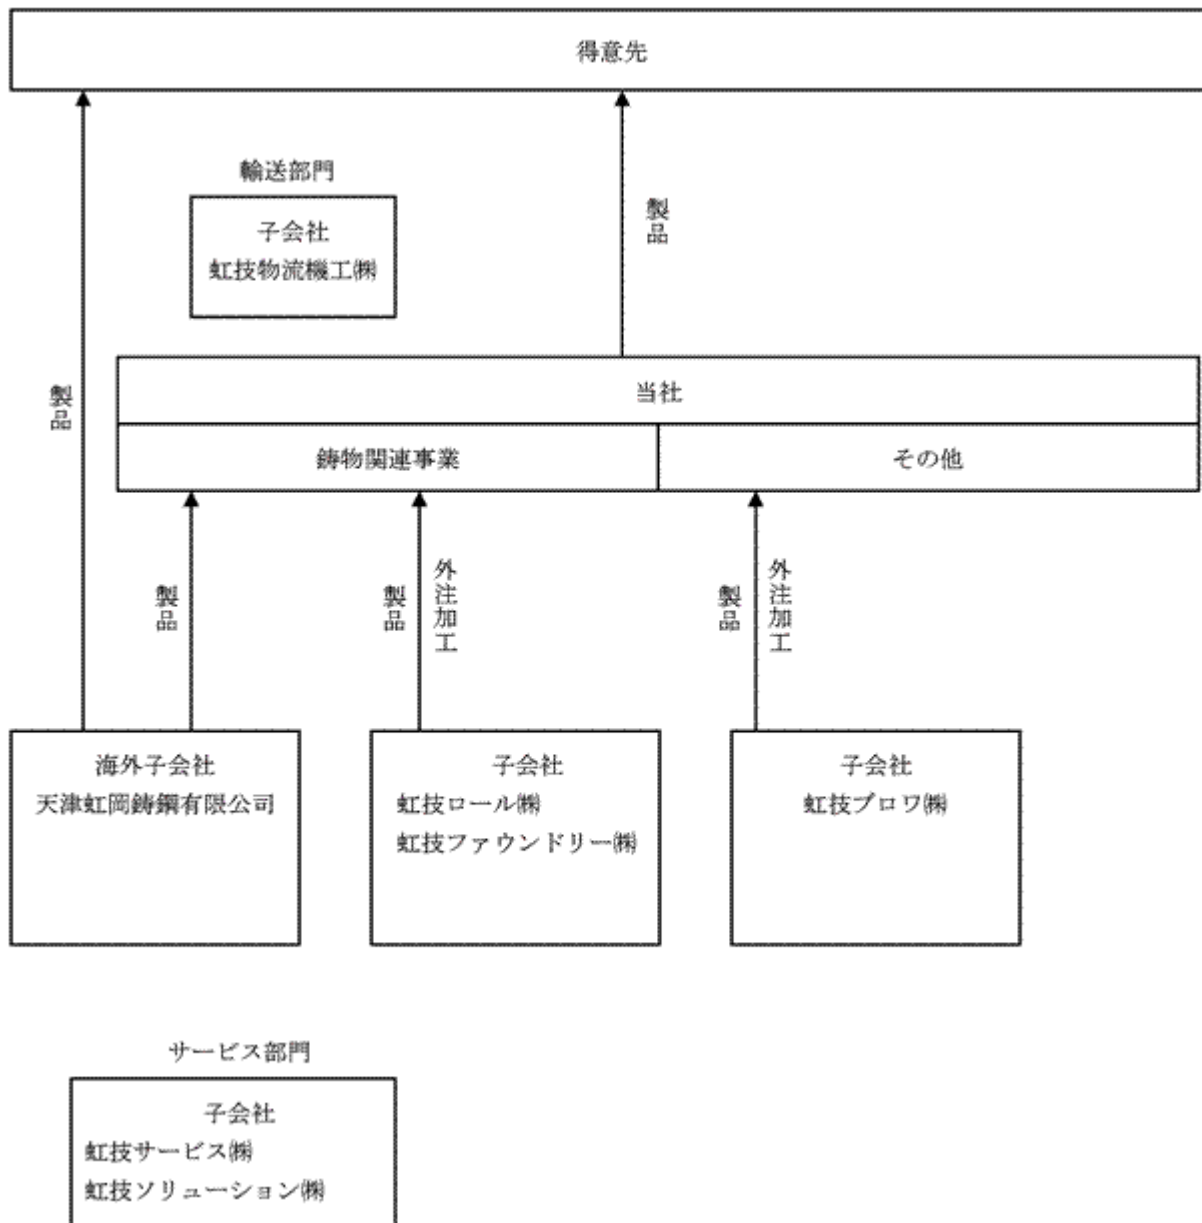 得意先
輸送部門
子会社
虹技物流機工㈱
製品
製品
当社
鋳物関連事業
その他
製品
製品
外注加工
製品
外注加工
海外子会社
天津虹岡鋳鋼有限公司
子会社
虹技ロール㈱
虹技ファウンドリー㈱
子会社
虹技ブロワ㈱
サービス部門
子会社
虹技サービス㈱
虹技ソリューション㈱